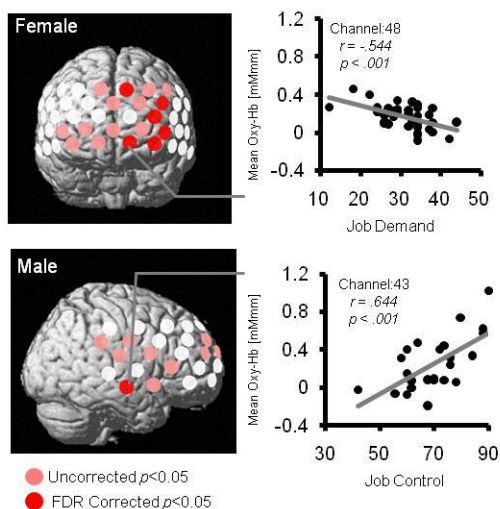 Female
Channel:48
r = -.544
p < .001
Mean Oxy-Hb [mMmm]
1.2
0.8
0.4
0
-0.4
10 20 30 40 50
Job Demand
Male
Channel:43
r = .644
p < .001
Mean Oxy-Hb [mMmm]
1.2
0.8
0.4
0
-0.4
30 50 70 90
Job Control
Uncorrected p<0.05
FDR Corrected p<0.05